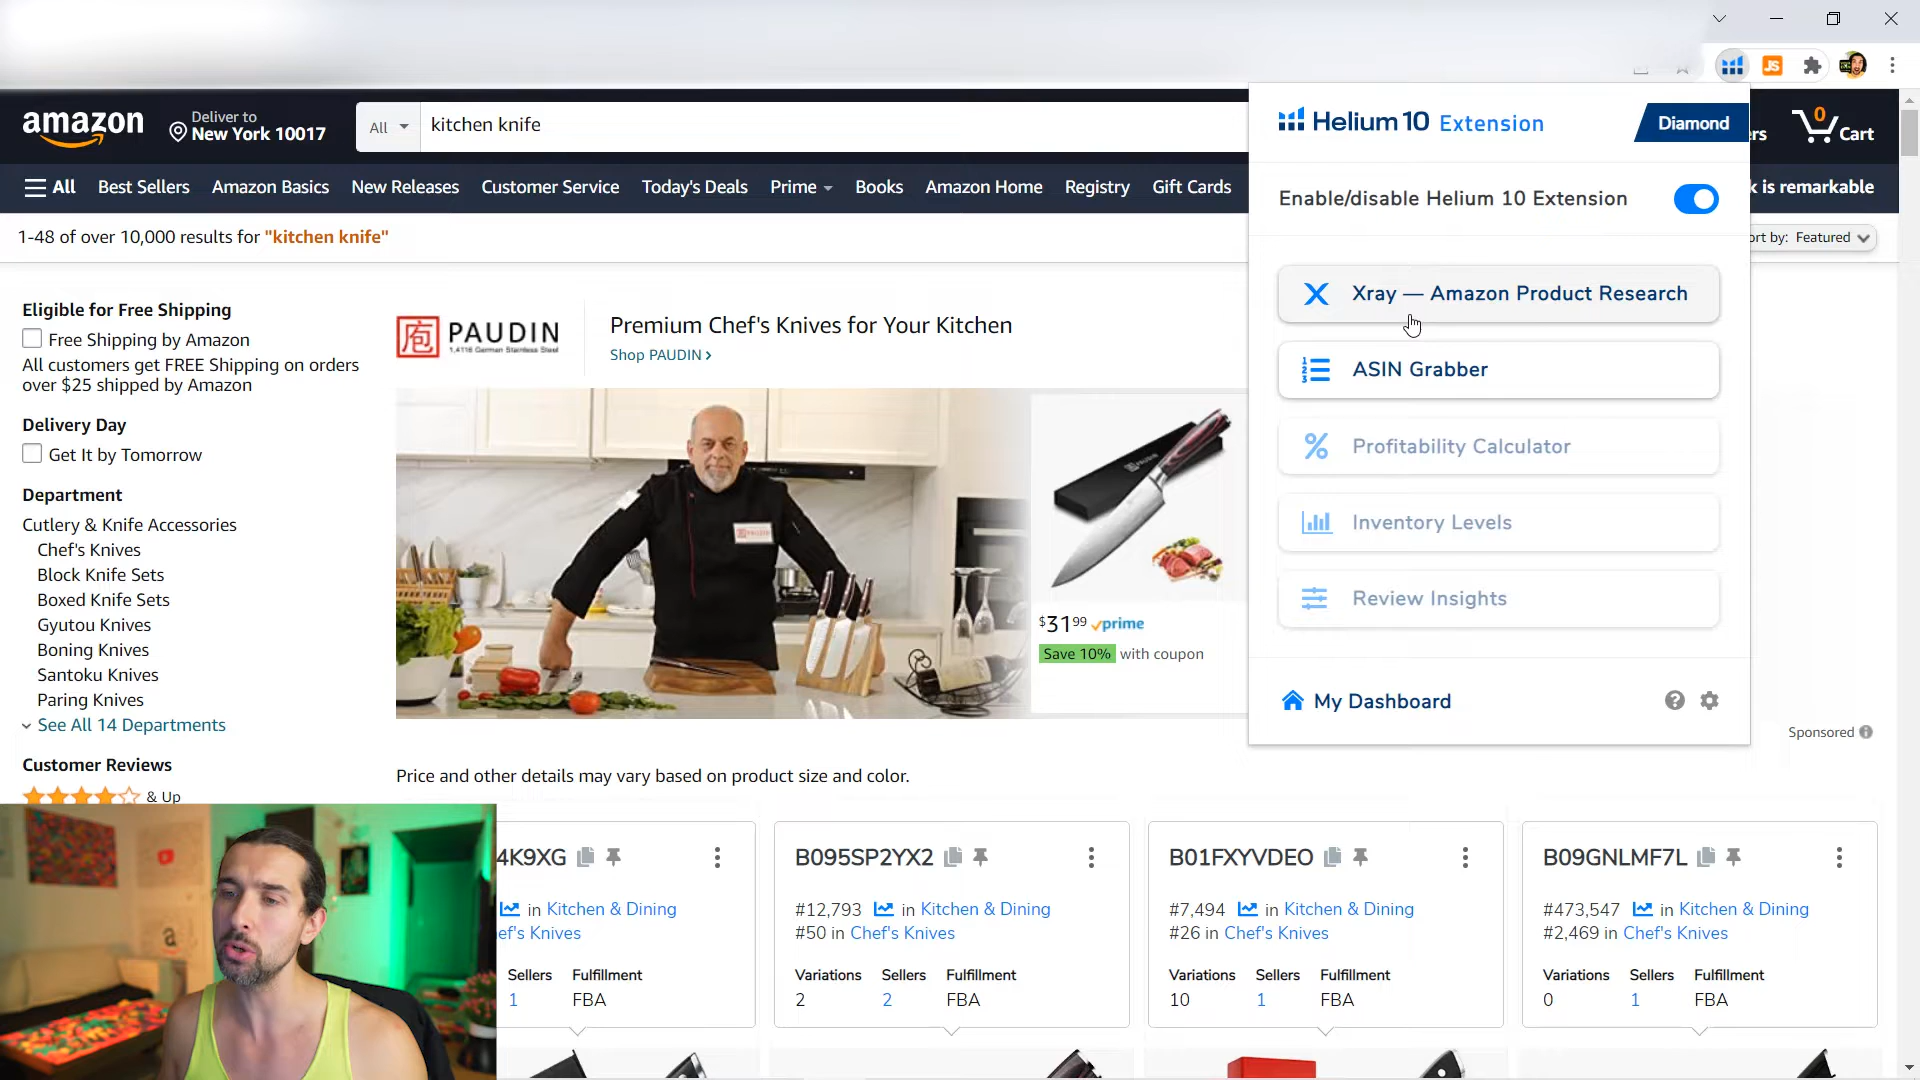 JS
amazon
Deliver to
New York 10017
All
kitchen knife
rs
0
Cart
All
Best Sellers
Amazon Basics
New Releases
Customer Service
Today's Deals
Prime
Books
Amazon Home
Registry
Gift Cards
k is remarkable
1-48 of over 10,000 results for "kitchen knife"
ort by: Featured
Helium 10 Extension
Diamond
Enable/disable Helium 10 Extension
Xray — Amazon Product Research
ASIN Grabber
Profitability Calculator
Inventory Levels
Review Insights
My Dashboard
Eligible for Free Shipping
Free Shipping by Amazon
All customers get FREE Shipping on orders
over $25 shipped by Amazon
Delivery Day
Get It by Tomorrow
Department
Cutlery & Knife Accessories
Chef's Knives
Block Knife Sets
Boxed Knife Sets
Gyutou Knives
Boning Knives
Santoku Knives
Paring Knives
See All 14 Departments
Customer Reviews
& Up
庖 PAUDIN
1.4116 German Stainless Steel
Premium Chef's Knives for Your Kitchen
Shop PAUDIN ›
$31.99 prime
Save 10% with coupon
Sponsored
Price and other details may vary based on product size and color.
4K9XG
in Kitchen & Dining
ef's Knives
Sellers Fulfillment
1 FBA
B095SP2YX2
#12,793 in Kitchen & Dining
#50 in Chef's Knives
Variations Sellers Fulfillment
2 2 FBA
B01FXYVDEO
#7,494 in Kitchen & Dining
#26 in Chef's Knives
Variations Sellers Fulfillment
10 1 FBA
B09GNLMF7L
#473,547 in Kitchen & Dining
#2,469 in Chef's Knives
Variations Sellers Fulfillment
0 1 FBA